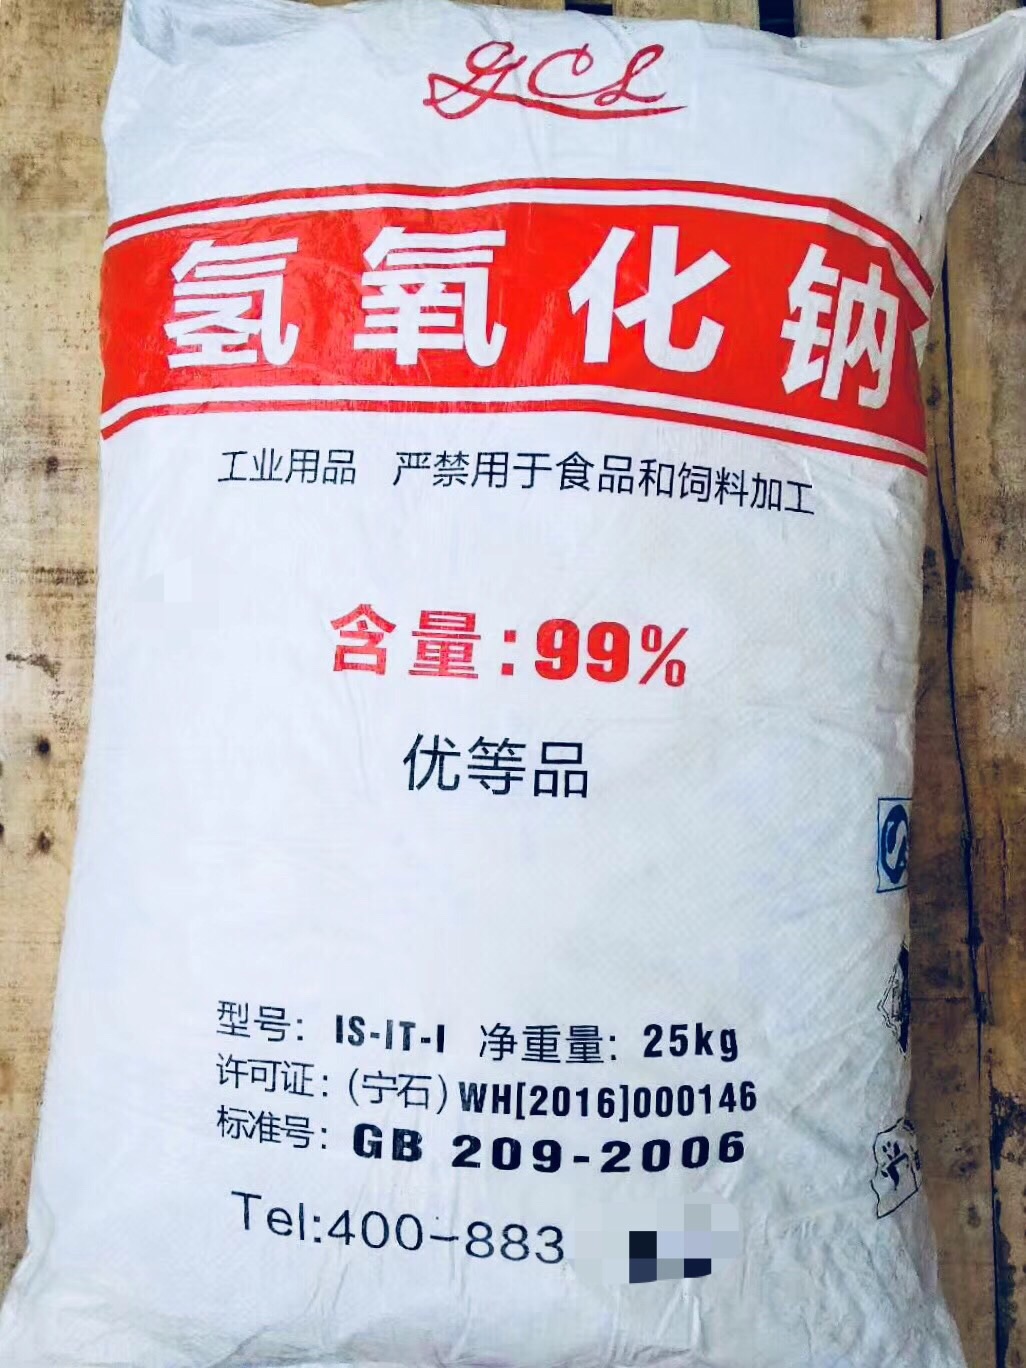 GCL
氢氧化钠
工业用品 严禁用于食品和饲料加工
含量:99%
优等品
型号: IS-IT-I 净重量: 25kg
许可证: (宁石) WH[2016]000146
标准号: GB 209-2006
Tel:400-883